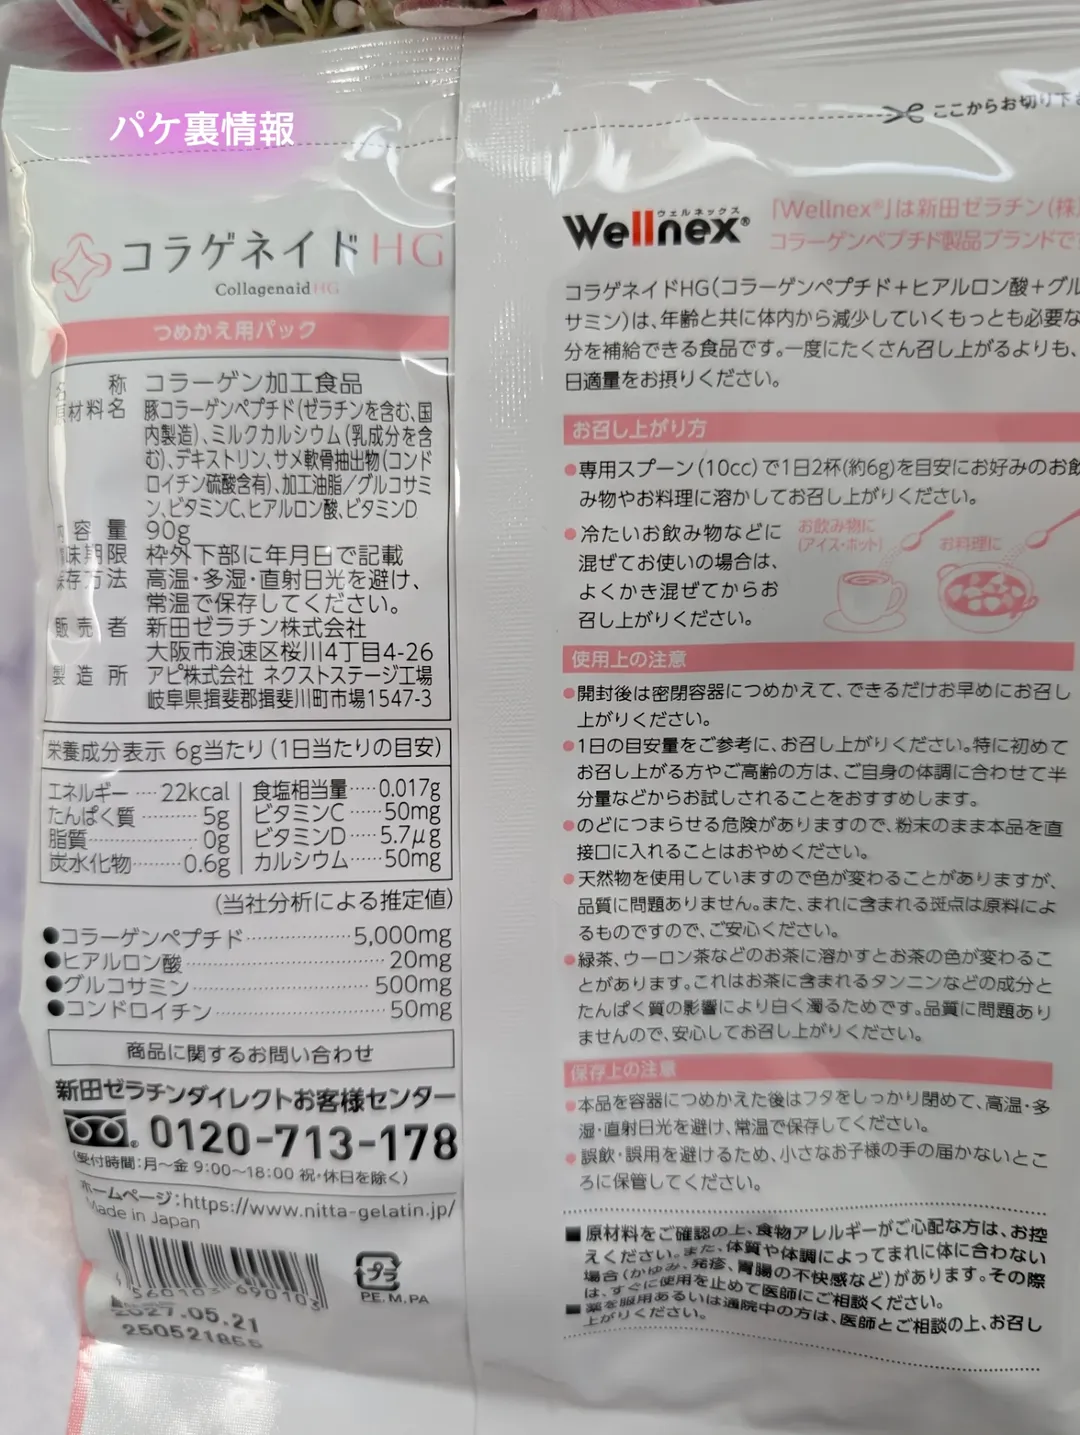 パケ裏情報
コラゲネイドHG
Collagenaid HG
つめかえ用パック
名称 コラーゲン加工食品
原材料名 豚コラーゲンペプチド(ゼラチンを含む、国
内製造)、ミルクカルシウム(乳成分を含
む)、デキストリン、サメ軟骨抽出物(コンド
ロイチン硫酸含有)、加工油脂/グルコサミ
ン、ビタミンC、ヒアルロン酸、ビタミンD
内容量 90g
賞味期限 枠外下部に年月日で記載
保存方法 高温・多湿・直射日光を避け、
常温で保存してください。
販売者 新田ゼラチン株式会社
大阪市浪速区桜川4丁目4-26
製造所 アピ株式会社 ネクストステージ工場
岐阜県揖斐郡揖斐川町市場1547-3
栄養成分表示 6g当たり(1日当たりの目安)
エネルギー…22kcal 食塩相当量…0.017g
たんぱく質………5g ビタミンC……50mg
脂質…………0g ビタミンD……5.7μg
炭水化物………0.6g カルシウム……50mg
(当社分析による推定値)
●コラーゲンペプチド…………5,000mg
●ヒアルロン酸…………20mg
●グルコサミン…………500mg
●コンドロイチン…………50mg
商品に関するお問い合わせ
新田ゼラチンダイレクトお客様センター
0120-713-178
(受付時間:月~金 9:00~18:00 祝・休日を除く)
ホームページ:https://www.nitta-gelatin.jp/
Made in Japan
プラ
PE.M.PA
2027.05.21
250521855
ここからお切り下さ
ウェルネックス
Wellnex®
「Wellnex®」は新田ゼラチン(株)
コラーゲンペプチド製品ブランドで
コラゲネイドHG(コラーゲンペプチド+ヒアルロン酸+グル
サミン)は、年齢と共に体内から減少していくもっとも必要な
分を補給できる食品です。一度にたくさん召し上がるよりも、
日適量をお摂りください。
お召し上がり方
●専用スプーン(10cc)で1日2杯(約6g)を目安にお好みのお飲
み物やお料理に溶かしてお召し上がりください。
●冷たいお飲み物などに
混ぜてお使いの場合は、
よくかき混ぜてからお
召し上がりください。
お飲み物に
(アイス・ホット)
お料理に
使用上の注意
●開封後は密閉容器につめかえて、できるだけお早めにお召し
上がりください。
●1日の目安量をご参考に、お召し上がりください。特に初めて
お召し上がる方やご高齢の方は、ご自身の体調に合わせて半
分量などからお試しされることをおすすめします。
●のどにつまらせる危険がありますので、粉末のまま本品を直
接口に入れることはおやめください。
●天然物を使用していますので色が変わることがありますが、
品質に問題ありません。また、まれに含まれる斑点は原料によ
るものですので、ご安心ください。
●緑茶、ウーロン茶などのお茶に溶かすとお茶の色が変わるこ
とがあります。これはお茶に含まれるタンニンなどの成分と
たんぱく質の影響により白く濁るためです。品質に問題あり
ませんので、安心してお召し上がりください。
保存上の注意
●本品を容器につめかえた後はフタをしっかり閉めて、高温・多
湿・直射日光を避け、常温で保存してください。
●誤飲・誤用を避けるため、小さなお子様の手の届かないとこ
ろに保管してください。
■原材料をご確認の上、食物アレルギーがご心配な方は、お控
えください。また、体質や体調によってまれに体に合わない
場合(かゆみ、発疹、胃腸の不快感など)があります。その際
は、すぐに使用を止めて医師にご相談ください。
■薬を服用あるいは通院中の方は、医師とご相談の上、お召し
上がりください。